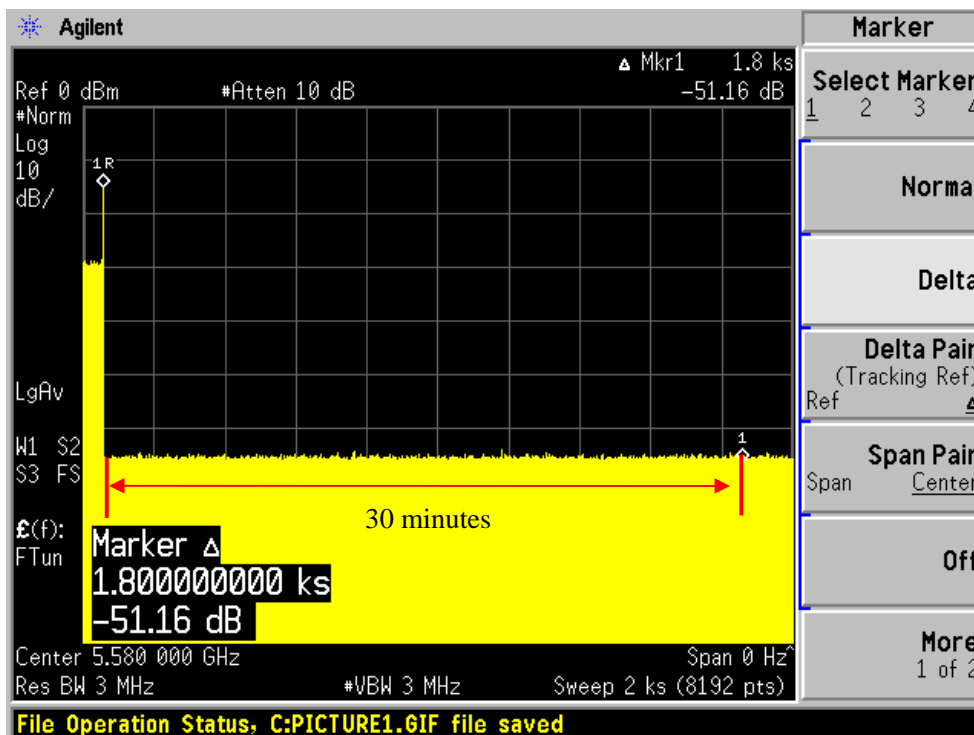 Agilent
Marker
Δ Mkr1 1.8 ks
Ref 0 dBm #Atten 10 dB -51.16 dB
#Norm
Log
10
dB/
1R
LgAv
W1 S2
S3 FS
£(f):
FTun
1
30 minutes
Marker Δ
1.800000000 ks
-51.16 dB
Center 5.580 000 GHz Span 0 Hz^
Res BW 3 MHz #VBW 3 MHz Sweep 2 ks (8192 pts)
File Operation Status, C:PICTURE1.GIF file saved
Select Marker
1 2 3 4
Norma
Delta
Delta Pair
(Tracking Ref)
Ref Δ
Span Pair
Span Center
Off
More
1 of 2